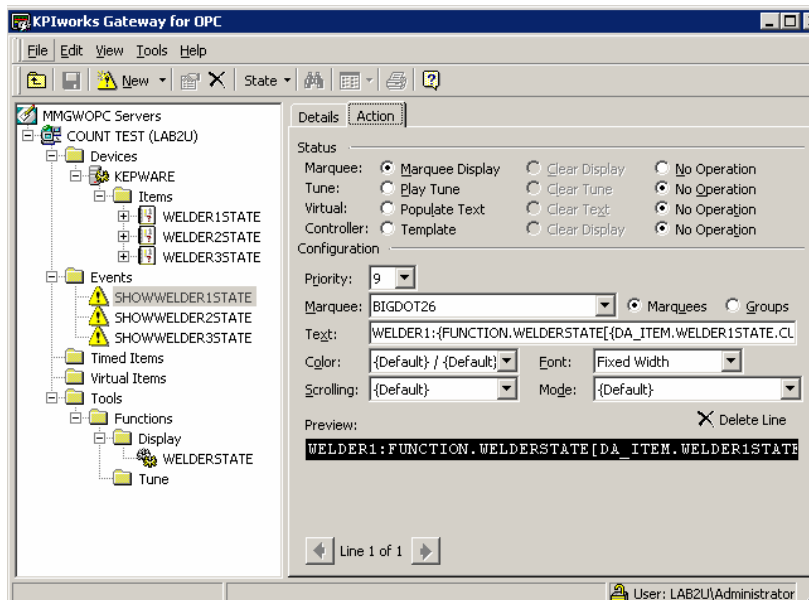 KPIworks Gateway for OPC
File Edit View Tools Help
New State
MMGWOPC Servers
COUNT TEST (LAB2U)
Devices
KEPWARE
Items
WELDER1STATE
WELDER2STATE
WELDER3STATE
Events
SHOWWELDER1STATE
SHOWWELDER2STATE
SHOWWELDER3STATE
Timed Items
Virtual Items
Tools
Functions
Display
WELDERSTATE
Tune
Details Action
Status
Marquee: Marquee Display Clear Display No Operation
Tune: Play Tune Clear Tune No Operation
Virtual: Populate Text Clear Text No Operation
Controller: Template Clear Display No Operation
Configuration
Priority: 9
Marquee: BIGDOT26 Marquees Groups
Text: WELDER1:{FUNCTION.WELDERSTATE[{DA_ITEM.WELDER1STATE.CU
Color: {Default} / {Default} Font: Fixed Width
Scrolling: {Default} Mode: {Default}
Preview: Delete Line
WELDER1:FUNCTION.WELDERSTATE[DA_ITEM.WELDER1STATE
Line 1 of 1
User: LAB2U\Administrator